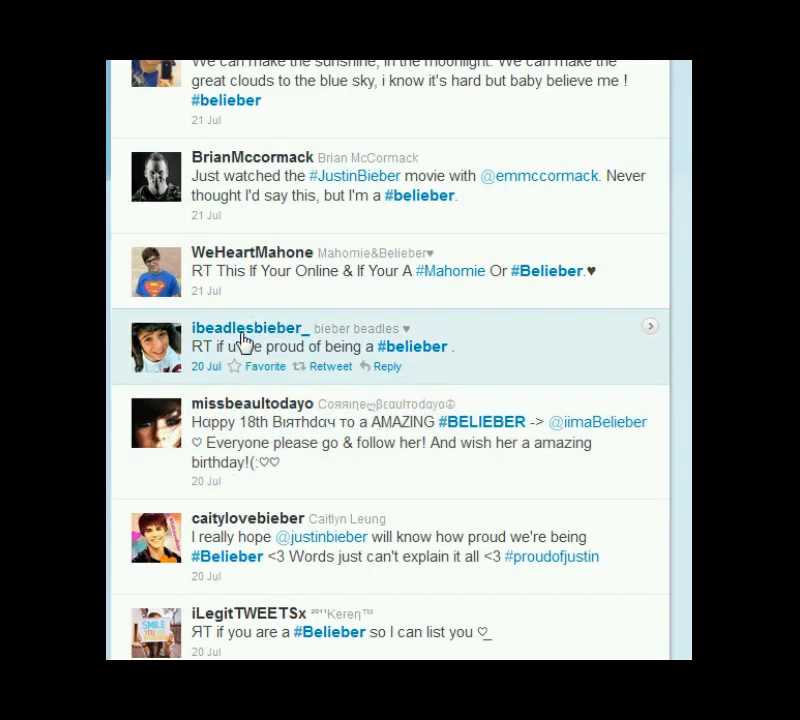 We can make the sunshine, in the moonlight. We can make the
great clouds to the blue sky, i know it's hard but baby believe me !
#belieber
21 Jul
BrianMccormack Brian McCormack
Just watched the #JustinBieber movie with @emmccormack. Never
thought I'd say this, but I'm a #belieber.
21 Jul
WeHeartMahone Mahomie&Belieber♥
RT This If Your Online & If Your A #Mahomie Or #Belieber.♥
21 Jul
ibeadlesbieber_ bieber beadles ♥
RT if proud of being a #belieber .
20 Jul Favorite Retweet Reply
missbeaultodayo Coяяιηeღβεαυłτodαyo☮
Hαppy 18th Bιятhdαч тo a AMAZING #BELIEBER -> @iimaBelieber
♡ Everyone please go & follow her! And wish her a amazing
birthday!(:♡♡
20 Jul
caitylovebieber Caitlyn Leung
I really hope @justinbieber will know how proud we're being
#Belieber <3 Words just can't explain it all <3 #proudofjustin
20 Jul
iLegitTWEETSx ²⁰¹¹Kereη™
ЯT if you are a #Belieber so I can list you ♡_
20 Jul